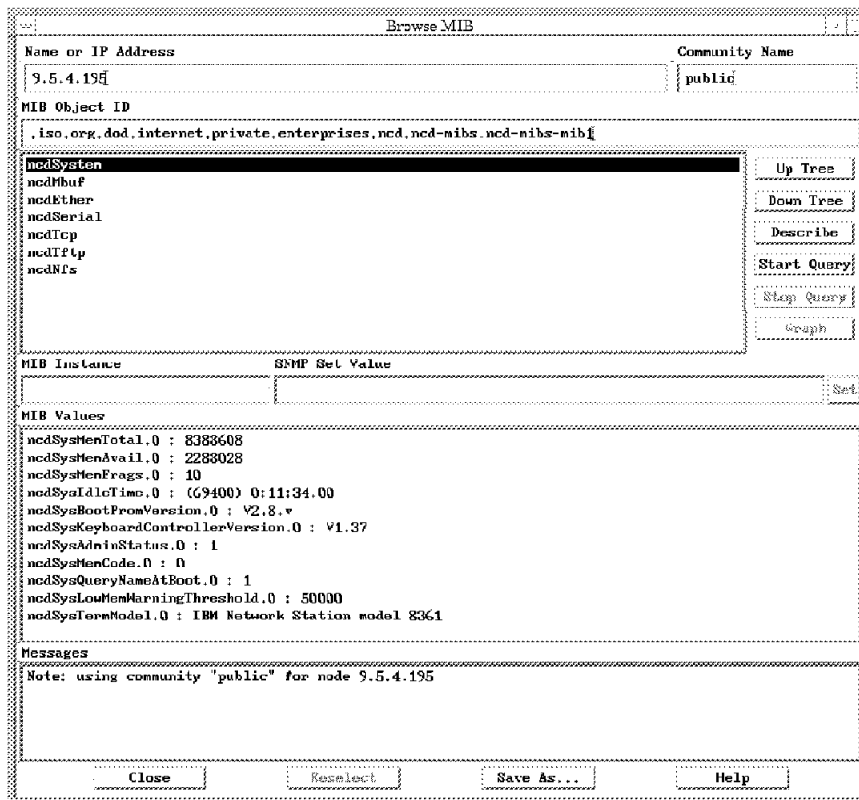 Browse MIB
Name or IP Address
Community Name
9.5.4.195
public
MIB Object ID
.iso.org.dod.internet.private.enterprises.ncd.ncd-mibs.ncd-mibs-mib1
ncdSystem
ncdMbuf
ncdEther
ncdSerial
ncdTcp
ncdTftp
ncdNfs
Up Tree
Down Tree
Describe
Start Query
Stop Query
Graph
MIB Instance
SNMP Set Value
Set
MIB Values
ncdSysMemTotal.0 : 8388608
ncdSysMemAvail.0 : 2288028
ncdSysMemFrags.0 : 10
ncdSysIdleTime.0 : (69400) 0:11:34.00
ncdSysBootPromVersion.0 : V2.8.*
ncdSysKeyboardControllerVersion.0 : V1.37
ncdSysAdminStatus.0 : 1
ncdSysMemCode.0 : 0
ncdSysQueryNameAtBoot.0 : 1
ncdSysLowMemWarningThreshold.0 : 50000
ncdSysTermModel.0 : IBM Network Station model 8361
Messages
Note: using community "public" for node 9.5.4.195
Close
Reselect
Save As...
Help